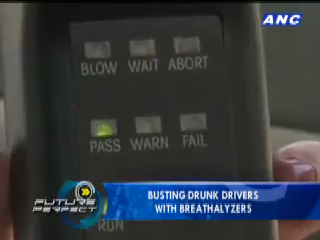 ANC
BLOW WAIT ABORT
PASS WARN FAIL
BUSTING DRUNK DRIVERS
WITH BREATHALYZERS
FUTURE
PERFECT
RUN